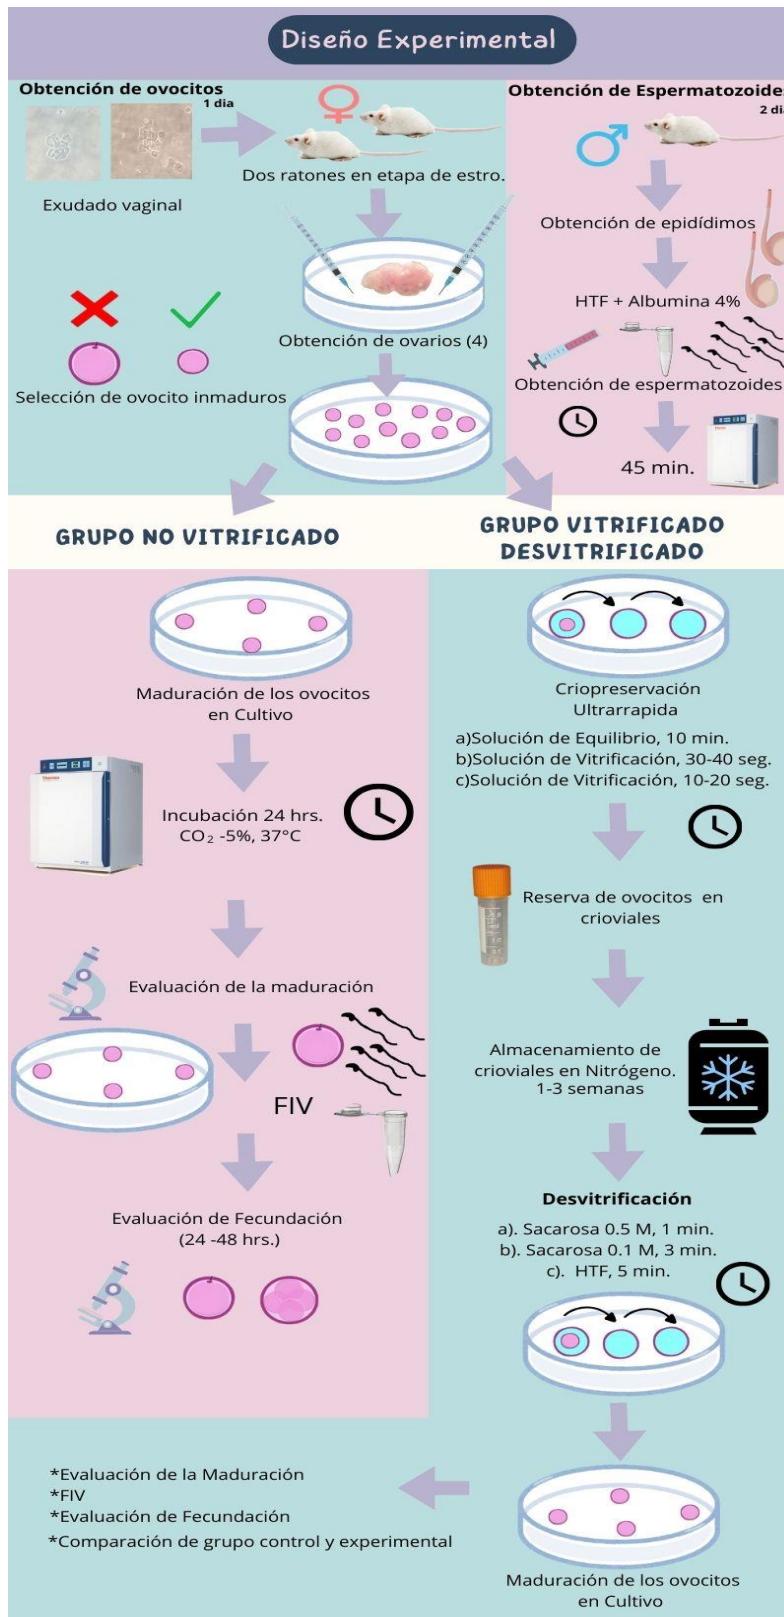 Diseño Experimental
Obtención de ovocitos
1 dia
Exudado vaginal
Dos ratones en etapa de estro.
Obtención de ovarios (4)
Selección de ovocito inmaduros
Obtención de Espermatozoides
2 dia
Obtención de epidídimos
HTF + Albumina 4%
Obtención de espermatozoides
45 min.
GRUPO NO VITRIFICADO
GRUPO VITRIFICADO
DESVITRIFICADO
Maduración de los ovocitos
en Cultivo
Incubación 24 hrs.
CO₂ -5%, 37°C
Evaluación de la maduración
FIV
Evaluación de Fecundación
(24 -48 hrs.)
Criopreservación
Ultrarrapida
a)Solución de Equilibrio, 10 min.
b)Solución de Vitrificación, 30-40 seg.
c)Solución de Vitrificación, 10-20 seg.
Reserva de ovocitos en
crioviales
Almacenamiento de
crioviales en Nitrógeno.
1-3 semanas
Desvitrificación
a). Sacarosa 0.5 M, 1 min.
b). Sacarosa 0.1 M, 3 min.
c). HTF, 5 min.
Maduración de los ovocitos
en Cultivo
*Evaluación de la Maduración
*FIV
*Evaluación de Fecundación
*Comparación de grupo control y experimental